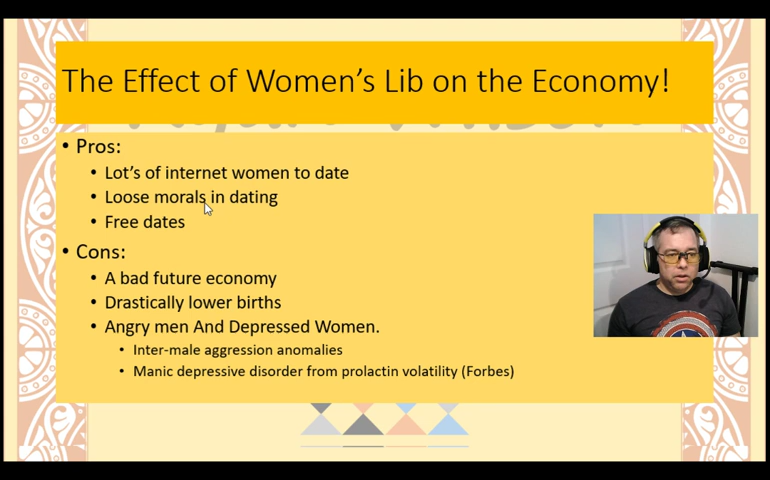 The Effect of Women's Lib on the Economy!
• Pros:
• Lot's of internet women to date
• Loose morals in dating
• Free dates
• Cons:
• A bad future economy
• Drastically lower births
• Angry men And Depressed Women.
• Inter-male aggression anomalies
• Manic depressive disorder from prolactin volatility (Forbes)